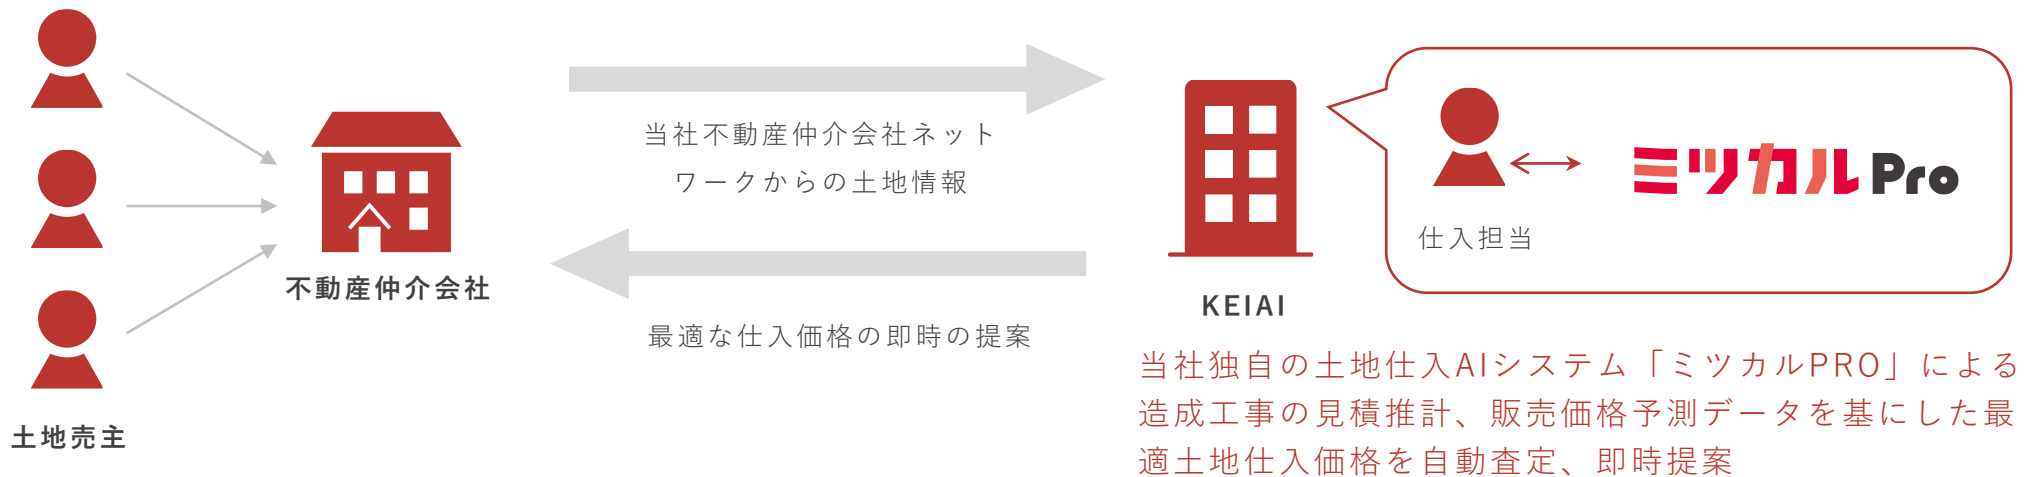 土地売主
不動産仲介会社
当社不動産仲介会社ネット
ワークからの土地情報
最適な仕入価格の即時の提案
KEIAI
仕入担当
ミツカル Pro
当社独自の土地仕入AIシステム「ミツカルPRO」による
造成工事の見積推計、販売価格予測データを基にした最
適土地仕入価格を自動査定、即時提案